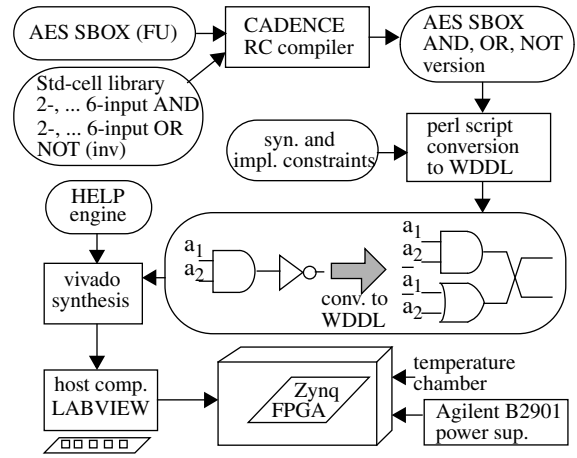 AES SBOX (FU)
CADENCE
RC compiler
AES SBOX
AND, OR, NOT
version
Std-cell library
2-, ... 6-input AND
2-, ... 6-input OR
NOT (inv)
syn. and
impl. constraints
perl script
conversion
to WDDL
HELP
engine
vivado
synthesis
a1
a2
conv. to
WDDL
a1
a2
a̅1
a̅2
host comp.
LABVIEW
Zynq
FPGA
temperature
chamber
Agilent B2901
power sup.